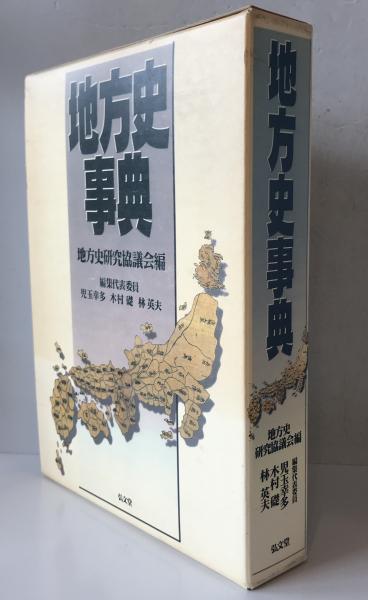 地方史
事典
地方史研究協議会編
編集代表委員
児玉幸多 木村 礎 林 英夫
弘文堂
地方史事典
地方史
研究協議会編
編集代表委員
児玉幸多
木村 礎
林 英夫
弘文堂